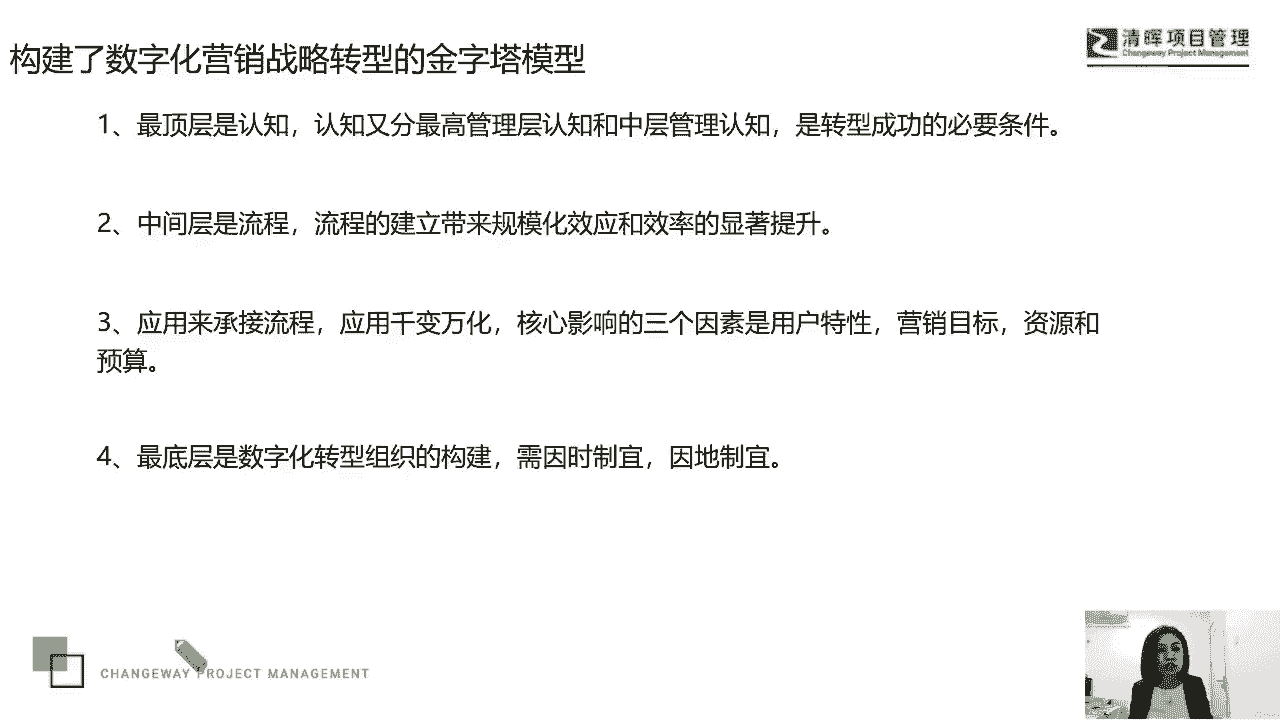 构建了数字化营销战略转型的金字塔模型
清晖项目管理
Changeway Project Management
1、最顶层是认知，认知又分最高管理层认知和中层管理认知，是转型成功的必要条件。
2、中间层是流程，流程的建立带来规模化效应和效率的显著提升。
3、应用来承接流程，应用千变万化，核心影响的三个因素是用户特性，营销目标，资源和
预算。
4、最底层是数字化转型组织的构建，需因时制宜，因地制宜。
CHANGEWAY PROJECT MANAGEMENT